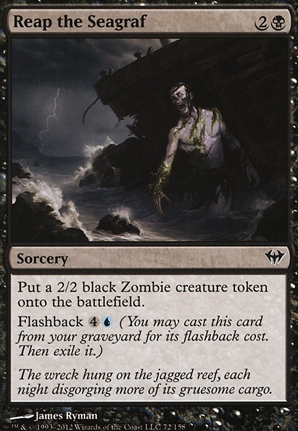 Reap the Seagraf 2
Sorcery
Put a 2/2 black Zombie creature token
onto the battlefield.
Flashback 4 (You may cast this card
from your graveyard for its flashback cost.
Then exile it.)
The wreck hung on the jagged reef, each
night disgorging more of its gruesome cargo.
James Ryman
™ & © 1993–2012 Wizards of the Coast LLC 72/158